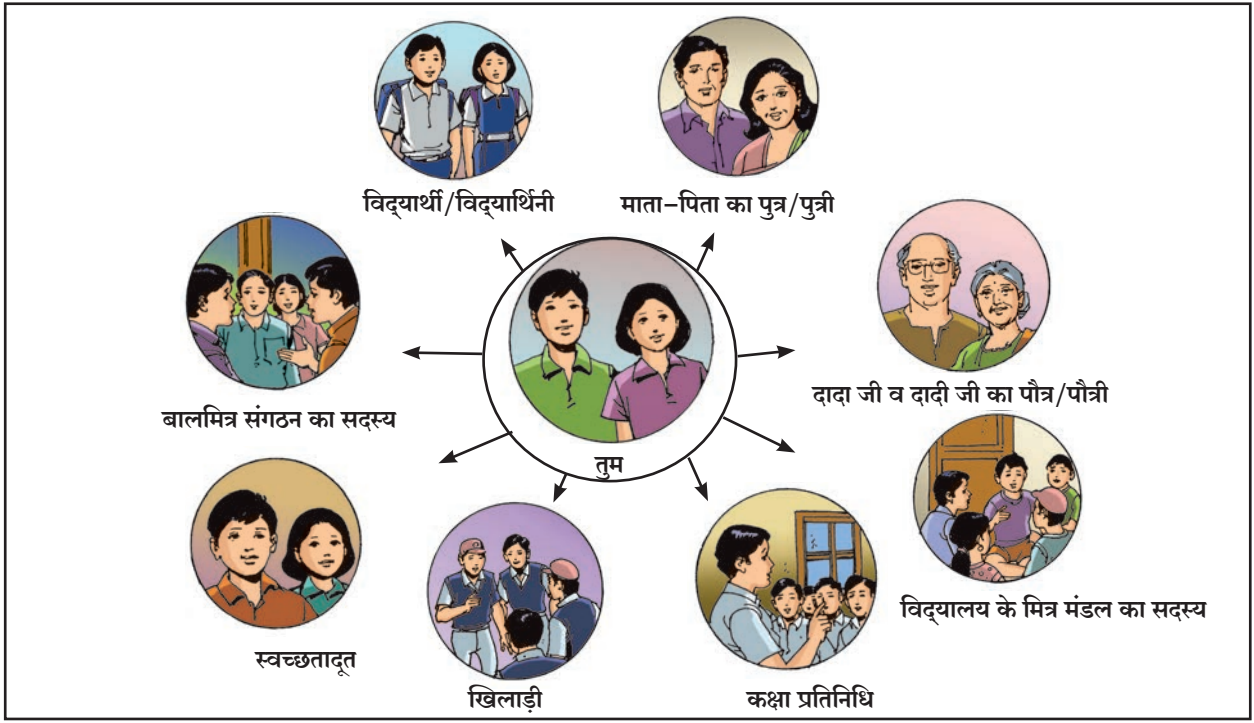 विद्‌यार्थी/विद्‌यार्थिनी
माता-पिता का पुत्र/पुत्री
दादा जी व दादी जी का पौत्र/पौत्री
बालमित्र संगठन का सदस्य
तुम
विद्‌यालय के मित्र मंडल का सदस्य
स्वच्छतादूत
खिलाड़ी
कक्षा प्रतिनिधि